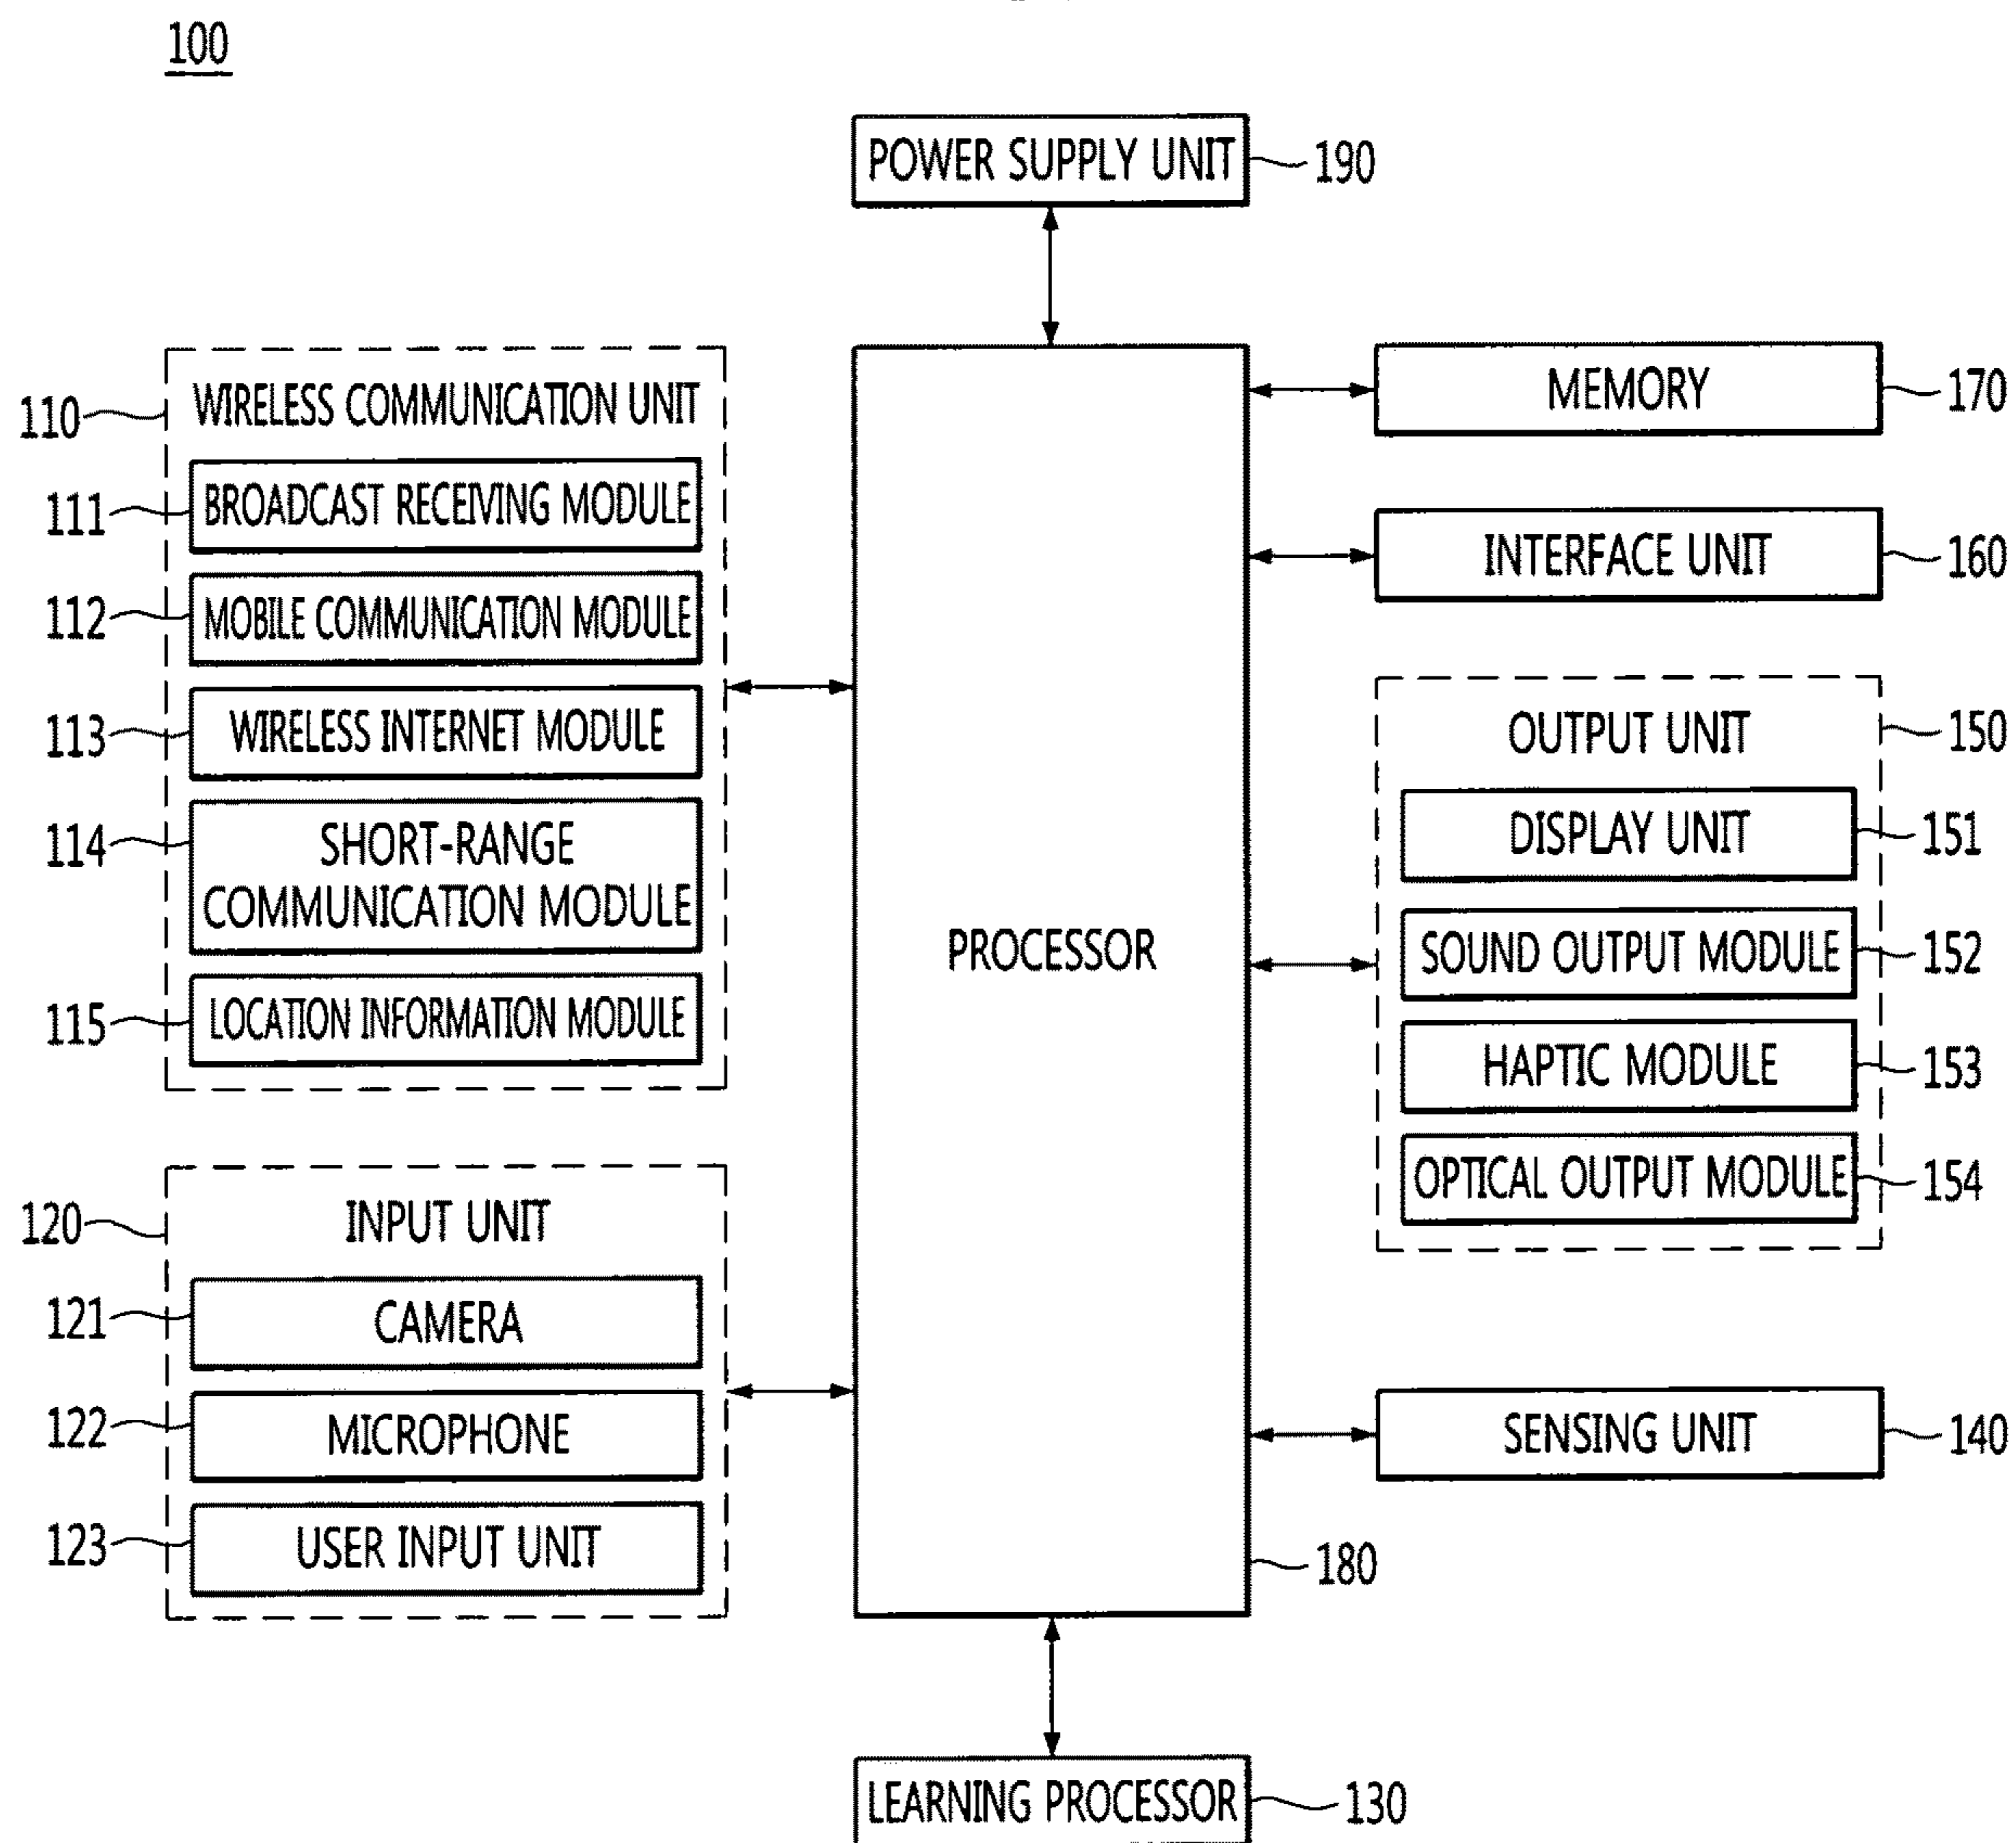 100
POWER SUPPLY UNIT 190
110 WIRELESS COMMUNICATION UNIT
111 BROADCAST RECEIVING MODULE
112 MOBILE COMMUNICATION MODULE
113 WIRELESS INTERNET MODULE
114 SHORT-RANGE
COMMUNICATION MODULE
115 LOCATION INFORMATION MODULE
120 INPUT UNIT
121 CAMERA
122 MICROPHONE
123 USER INPUT UNIT
PROCESSOR
180
MEMORY 170
INTERFACE UNIT 160
OUTPUT UNIT 150
DISPLAY UNIT 151
SOUND OUTPUT MODULE 152
HAPTIC MODULE 153
OPTICAL OUTPUT MODULE 154
SENSING UNIT 140
LEARNING PROCESSOR 130